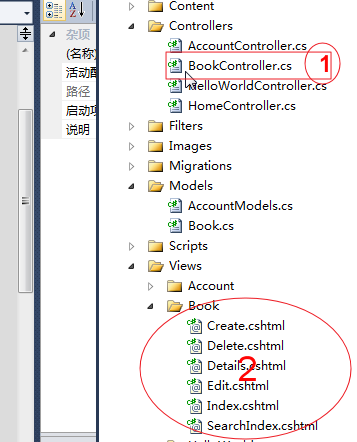 杂项
(名称)
活动配
路径
启动项
说明
Content
Controllers
AccountController.cs
BookController.cs
1
HelloWorldController.cs
HomeController.cs
Filters
Images
Migrations
Models
AccountModels.cs
Book.cs
Scripts
Views
Account
Book
Create.cshtml
Delete.cshtml
Details.cshtml
2
Edit.cshtml
Index.cshtml
SearchIndex.cshtml